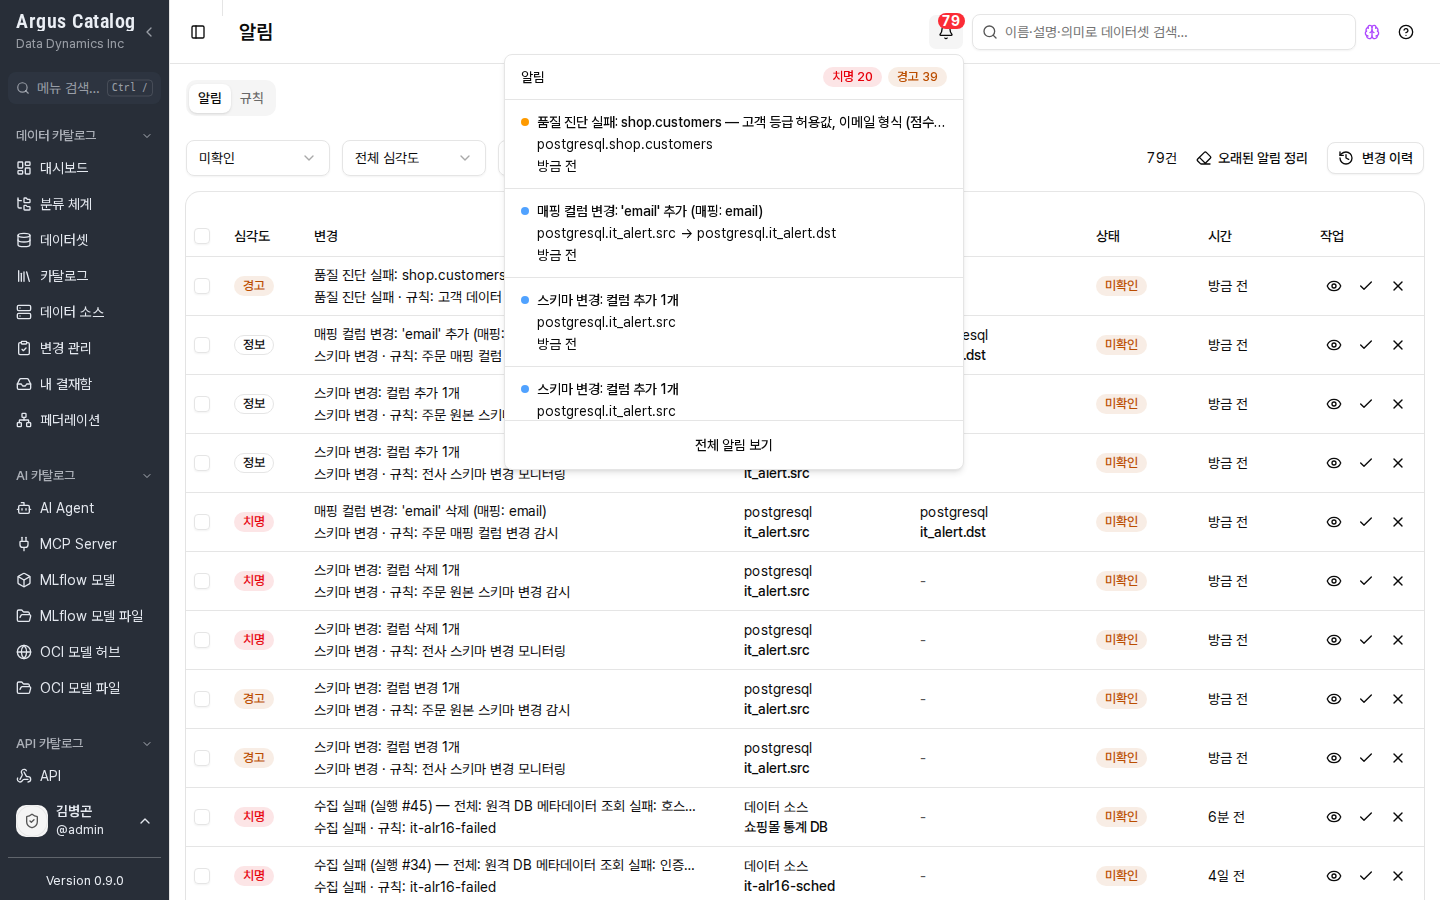 Argus Catalog
Data Dynamics Inc
메뉴 검색...
Ctrl /
데이터 카탈로그
대시보드
분류 체계
데이터셋
카탈로그
데이터 소스
변경 관리
내 결재함
페더레이션
AI 카탈로그
AI Agent
MCP Server
MLflow 모델
MLflow 모델 파일
OCI 모델 허브
OCI 모델 파일
API 카탈로그
API
김병곤
@admin
Version 0.9.0
알림
79
이름·설명·의미로 데이터셋 검색...
알림 규칙
미확인
전체 심각도
79건
오래된 알림 정리
변경 이력
알림
치명 20
경고 39
품질 진단 실패: shop.customers — 고객 등급 허용값, 이메일 형식 (점수...
postgresql.shop.customers
방금 전
매핑 컬럼 변경: 'email' 추가 (매핑: email)
postgresql.it_alert.src → postgresql.it_alert.dst
방금 전
스키마 변경: 컬럼 추가 1개
postgresql.it_alert.src
방금 전
스키마 변경: 컬럼 추가 1개
postgresql.it_alert.src
전체 알림 보기
심각도 변경 상태 시간 작업
경고
품질 진단 실패: shop.customers
품질 진단 실패 · 규칙: 고객 데이터
미확인
방금 전
정보
매핑 컬럼 변경: 'email' 추가 (매핑:
스키마 변경 · 규칙: 주문 매핑 컬럼
esql
.dst
미확인
방금 전
정보
스키마 변경: 컬럼 추가 1개
스키마 변경 · 규칙: 주문 원본 스키
미확인
방금 전
정보
스키마 변경: 컬럼 추가 1개
스키마 변경 · 규칙: 전사 스키마 변경 모니터링
it_alert.src
미확인
방금 전
치명
매핑 컬럼 변경: 'email' 삭제 (매핑: email)
스키마 변경 · 규칙: 주문 매핑 컬럼 변경 감시
postgresql
it_alert.src
postgresql
it_alert.dst
미확인
방금 전
치명
스키마 변경: 컬럼 삭제 1개
스키마 변경 · 규칙: 주문 원본 스키마 변경 감시
postgresql
it_alert.src
-
미확인
방금 전
치명
스키마 변경: 컬럼 삭제 1개
스키마 변경 · 규칙: 전사 스키마 변경 모니터링
postgresql
it_alert.src
-
미확인
방금 전
경고
스키마 변경: 컬럼 변경 1개
스키마 변경 · 규칙: 주문 원본 스키마 변경 감시
postgresql
it_alert.src
-
미확인
방금 전
경고
스키마 변경: 컬럼 변경 1개
스키마 변경 · 규칙: 전사 스키마 변경 모니터링
postgresql
it_alert.src
-
미확인
방금 전
치명
수집 실패 (실행 #45) — 전체: 원격 DB 메타데이터 조회 실패: 호스...
수집 실패 · 규칙: it-alr16-failed
데이터 소스
쇼핑몰 통계 DB
-
미확인
6분 전
치명
수집 실패 (실행 #34) — 전체: 원격 DB 메타데이터 조회 실패: 인증...
수집 실패 · 규칙: it-alr16-failed
데이터 소스
it-alr16-sched
-
미확인
4일 전